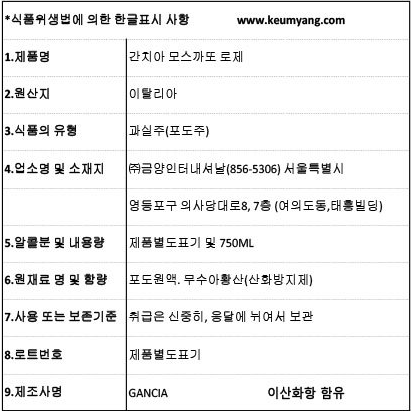 *식품위생법에 의한 한글표시 사항 www.keumyang.com
1.제품명 간치아 모스까또 로제
2.원산지 이탈리아
3.식품의 유형 과실주(포도주)
4.업소명 및 소재지 ㈜금양인터내셔날(856-5306) 서울특별시
영등포구 의사당대로8, 7층 (여의도동,태흥빌딩)
5.알콜분 및 내용량 제품별도표기 및 750ML
6.원재료 명 및 함량 포도원액. 무수아황산(산화방지제)
7.사용 또는 보존기준 취급은 신중히, 응달에 뉘여서 보관
8.로트번호 제품별도표기
9.제조사명 GANCIA 이산화황 함유